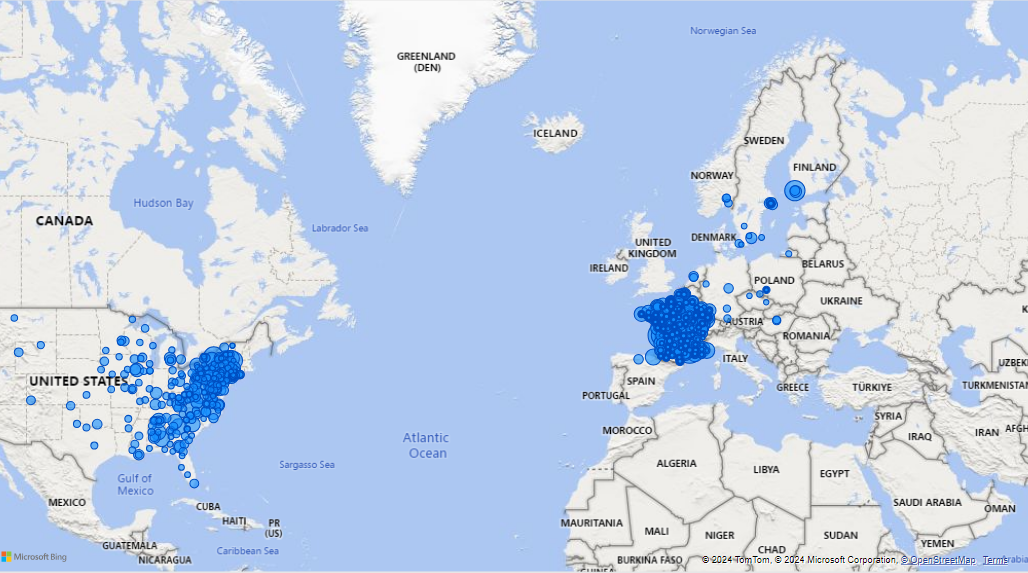 Norwegian Sea
GREENLAND
(DEN)
ICELAND
SWEDEN
FINLAND
NORWAY
Hudson Bay
CANADA
Labrador Sea
DENMARK
UNITED
KINGDOM
IRELAND
BELARUS
POLAND
UKRAINE
AUSTRIA
ROMANIA
ITALY
UZBEK
UNITED STATES
SPAIN
PORTUGAL
GREECE
TÜRKIYE
TURKMENISTAN
SYRIA
MOROCCO
IRAQ
IRAN
AFGH
Atlantic
Ocean
Sargasso Sea
ALGERIA
LIBYA
EGYPT
Gulf of
Mexico
MEXICO
CUBA
HAITI
PR
(US)
SAUDI ARABIA
OMAN
MAURITANIA
MALI
NIGER
CHAD
SUDAN
YEMEN
GUATEMALA
NICARAGUA
Caribbean Sea
BURKINA FASO
Microsoft Bing
© 2024 TomTom, © 2024 Microsoft Corporation, © OpenStreetMap Terms